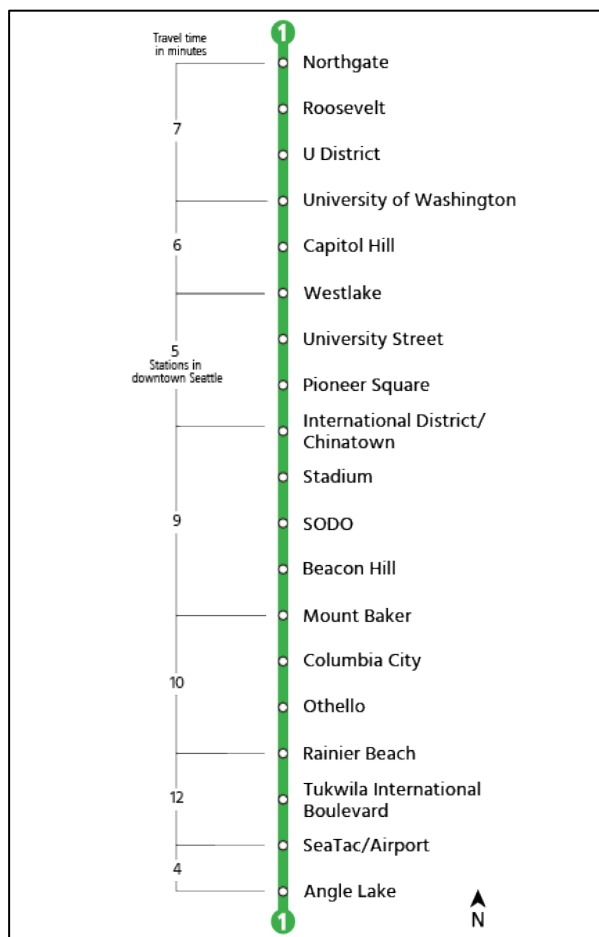 1
Travel time
in minutes
Northgate
Roosevelt
7
U District
University of Washington
6
Capitol Hill
Westlake
University Street
5
Stations in
downtown Seattle
Pioneer Square
International District/
Chinatown
Stadium
9
SODO
Beacon Hill
Mount Baker
Columbia City
10
Othello
Rainier Beach
12
Tukwila International
Boulevard
SeaTac/Airport
4
Angle Lake
1
N